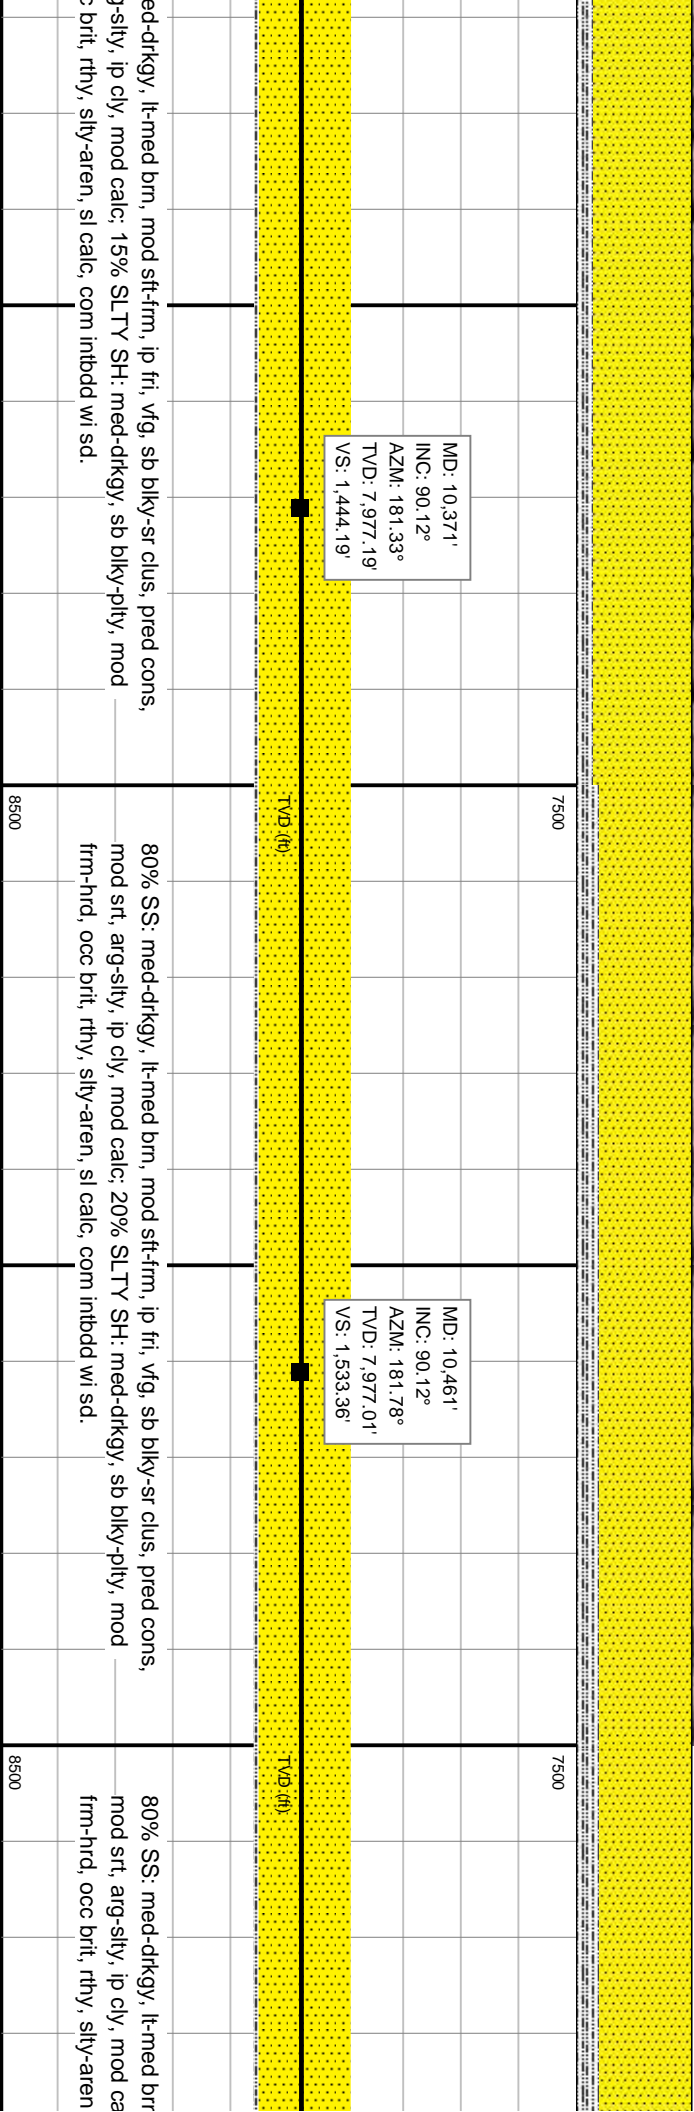 ed-drkgy, lt-med brn, mod sft-frm, ip fri, vfg, sb blky-sr clus, pred cons,
g-slty, ip cly, mod calc; 15% SLTY SH: med-drkgy, sb blky-plty, mod
c brit, rthy, slty-aren, sl calc, com intbdd wi sd.
MD: 10,371'
INC: 90.12°
AZM: 181.33°
TVD: 7,977.19'
VS: 1,444.19'
7500
TVD (ft)
8500
80% SS: med-drkgy, lt-med brn, mod sft-frm, ip fri, vfg, sb blky-sr clus, pred cons,
mod srt, arg-slty, ip cly, mod calc; 20% SLTY SH: med-drkgy, sb blky-plty, mod
frm-hrd, occ brit, rthy, slty-aren, sl calc, com intbdd wi sd.
MD: 10,461'
INC: 90.12°
AZM: 181.78°
TVD: 7,977.01'
VS: 1,533.36'
7500
TVD (ft)
8500
80% SS: med-drkgy, lt-med brn
mod srt, arg-slty, ip cly, mod ca
frm-hrd, occ brit, rthy, slty-aren